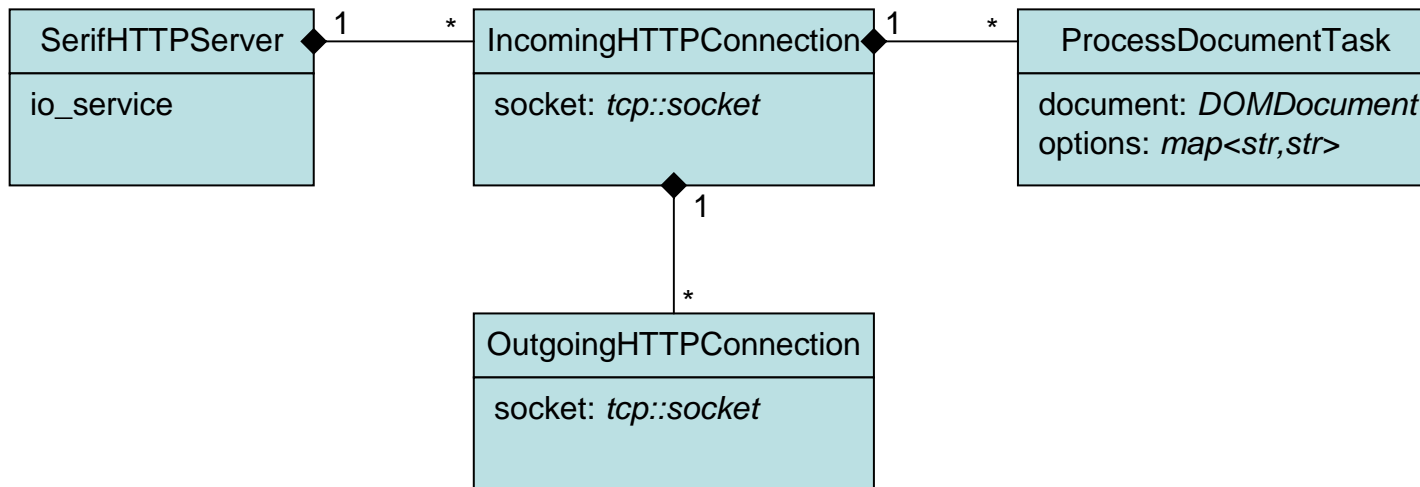 SerifHTTPServer
io_service
1 *
IncomingHTTPConnection
socket: tcp::socket
1 *
ProcessDocumentTask
document: DOMDocument
options: map<str,str>
1
*
OutgoingHTTPConnection
socket: tcp::socket